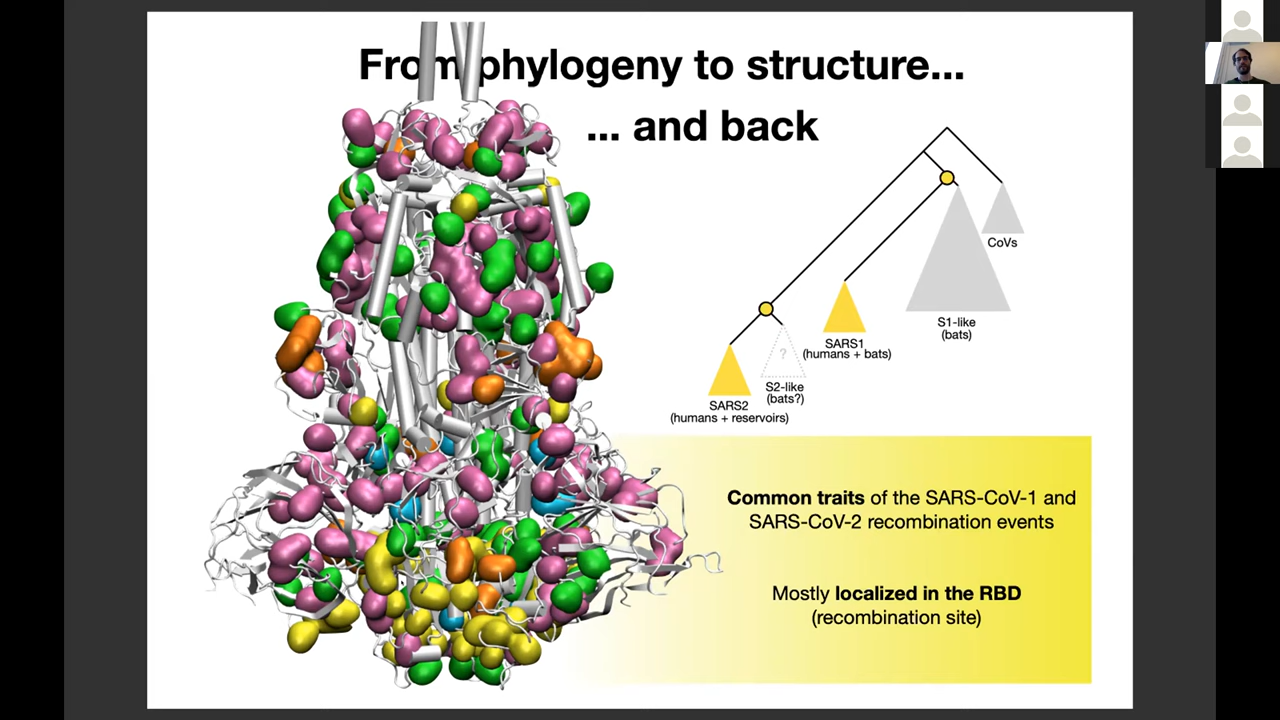 From phylogeny to structure...
... and back
CoVs
S1-like
(bats)
SARS1
(humans + bats)
?
S2-like
(bats?)
SARS2
(humans + reservoirs)
Common traits of the SARS-CoV-1 and
SARS-CoV-2 recombination events
Mostly localized in the RBD
(recombination site)